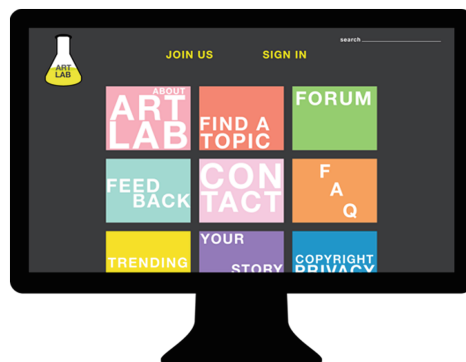 search
JOIN US
SIGN IN
ART
LAB
ABOUT
ART
LAB
FIND A
TOPIC
FORUM
FEED
BACK
CON
TACT
F
A
Q
TRENDING
YOUR
STORY
COPYRIGHT
PRIVACY